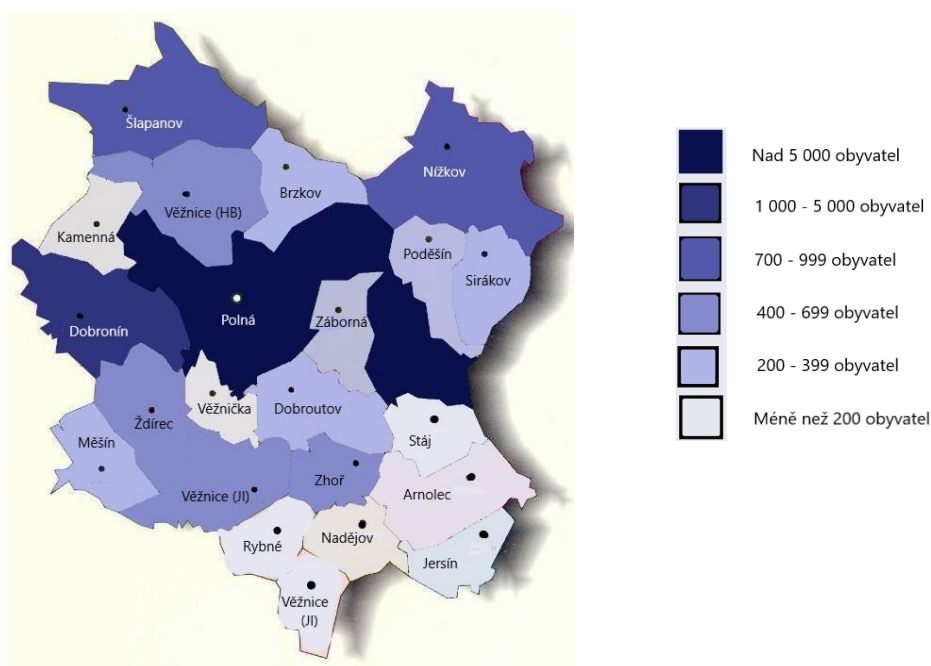 Šlapanov
Nížkov
Brzkov
Věžnice (HB)
Kamenná
Poděšín
Sirákov
Polná
Záborná
Dobronín
Věžnička
Dobroutov
Ždírec
Stáj
Měšín
Zhoř
Věžnice (JI)
Arnolec
Rybné
Nadějov
Jersín
Věžnice
(JI)
Nad 5 000 obyvatel
1 000 - 5 000 obyvatel
700 - 999 obyvatel
400 - 699 obyvatel
200 - 399 obyvatel
Méně než 200 obyvatel